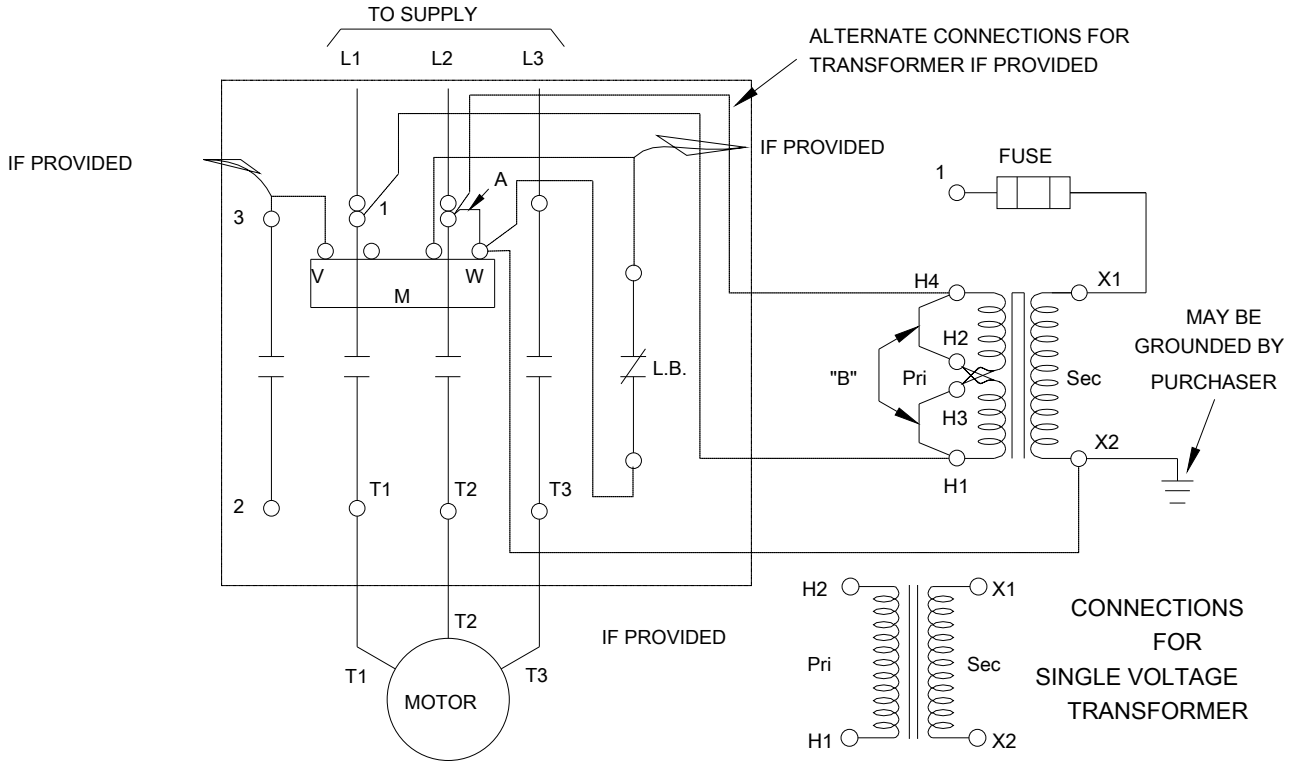 TO SUPPLY
L1
L2
L3
ALTERNATE CONNECTIONS FOR
TRANSFORMER IF PROVIDED
IF PROVIDED
IF PROVIDED
FUSE
1
A
1
3
V
W
M
H4
X1
MAY BE
GROUNDED BY
PURCHASER
H2
"B"
Pri
Sec
L.B.
H3
X2
H1
T1
T2
T3
2
H2
X1
CONNECTIONS
FOR
SINGLE VOLTAGE
TRANSFORMER
T2
IF PROVIDED
Pri
Sec
T1
T3
MOTOR
H1
X2